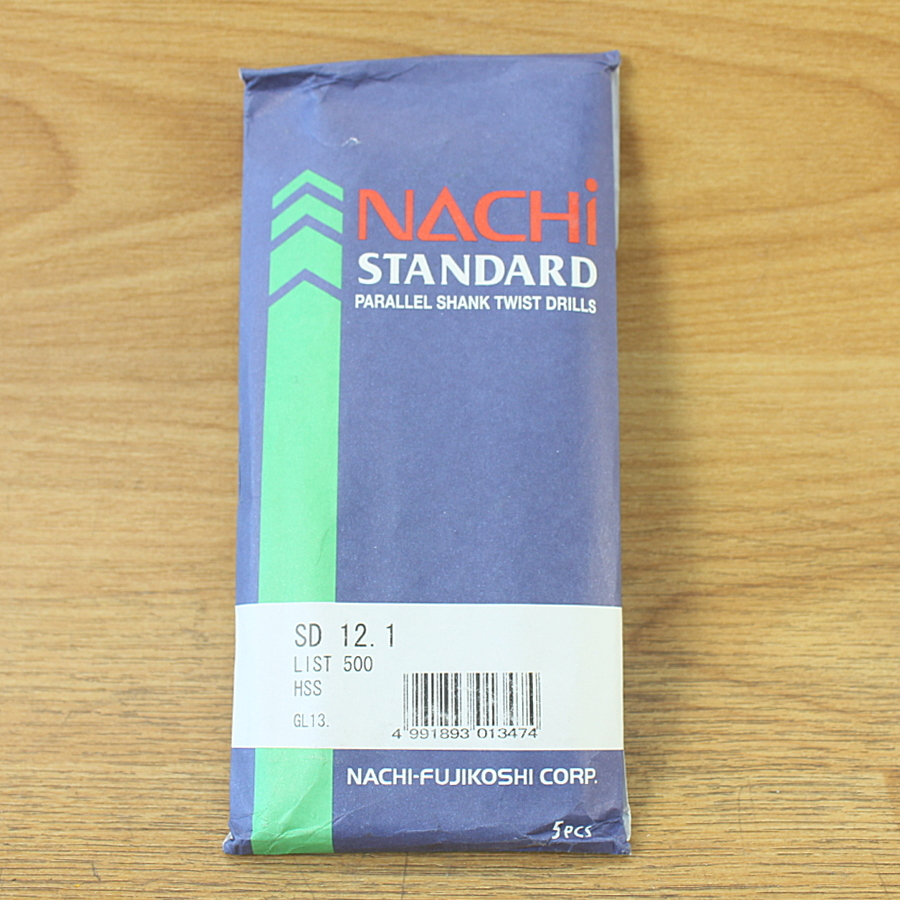 NACHi
STANDARD
PARALLEL SHANK TWIST DRILLS
SD 12.1
LIST 500
HSS
GL13.
4 991893 013474
NACHI-FUJIKOSHI CORP.
5pcs